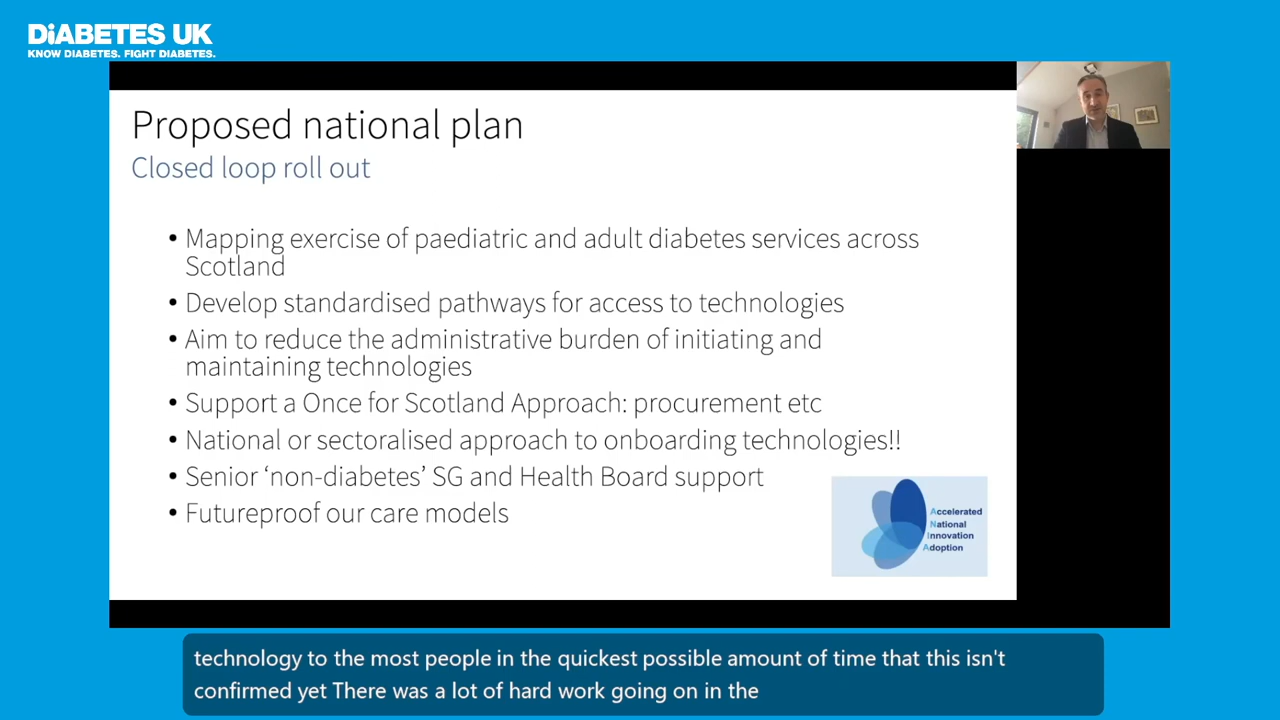 DiABETES UK
KNOW DIABETES. FIGHT DIABETES.
Proposed national plan
Closed loop roll out
• Mapping exercise of paediatric and adult diabetes services across
Scotland
• Develop standardised pathways for access to technologies
• Aim to reduce the administrative burden of initiating and
maintaining technologies
• Support a Once for Scotland Approach: procurement etc
• National or sectoralised approach to onboarding technologies!!
• Senior ‘non-diabetes’ SG and Health Board support
• Futureproof our care models
Accelerated
National
Innovation
Adoption
technology to the most people in the quickest possible amount of time that this isn't
confirmed yet There was a lot of hard work going on in the